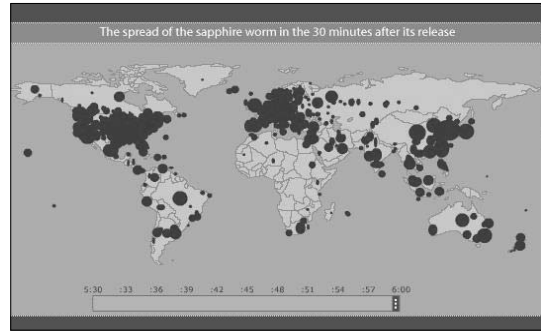 The spread of the sapphire worm in the 30 minutes after its release
5:30 :33 :36 :39 :42 :45 :48 :51 :54 :57 6:00